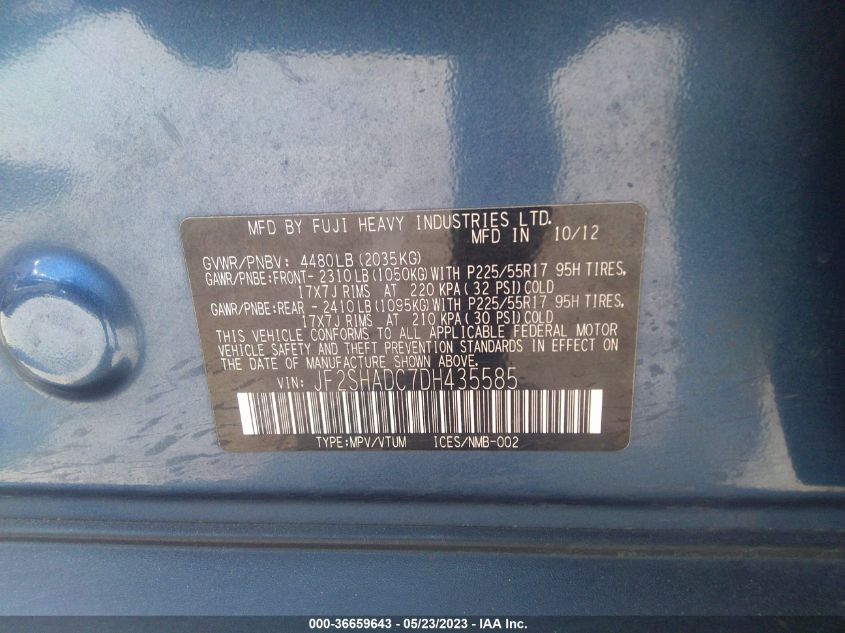 MFD BY FUJI HEAVY INDUSTRIES LTD.
MFD IN 10/12
GVWR/PNBV: 4480LB (2035KG)
GAWR/PNBE:FRONT- 2310LB (1050KG) WITH P225/55R17 95H TIRES,
17X7J RIMS AT 220 KPA (32 PSI) COLD
GAWR/PNBE:REAR - 2410LB (1095KG) WITH P225/55R17 95H TIRES,
17X7J RIMS AT 210 KPA (30 PSI) COLD
THIS VEHICLE CONFORMS TO ALL APPLICABLE FEDERAL MOTOR
VEHICLE SAFETY AND THEFT PREVENTION STANDARDS IN EFFECT ON
THE DATE OF MANUFACTURE SHOWN ABOVE.
VIN: JF2SHADC7DH435585
TYPE:MPV/VTUM ICES/NMB-002
000-36659643 - 05/23/2023 - IAA Inc.